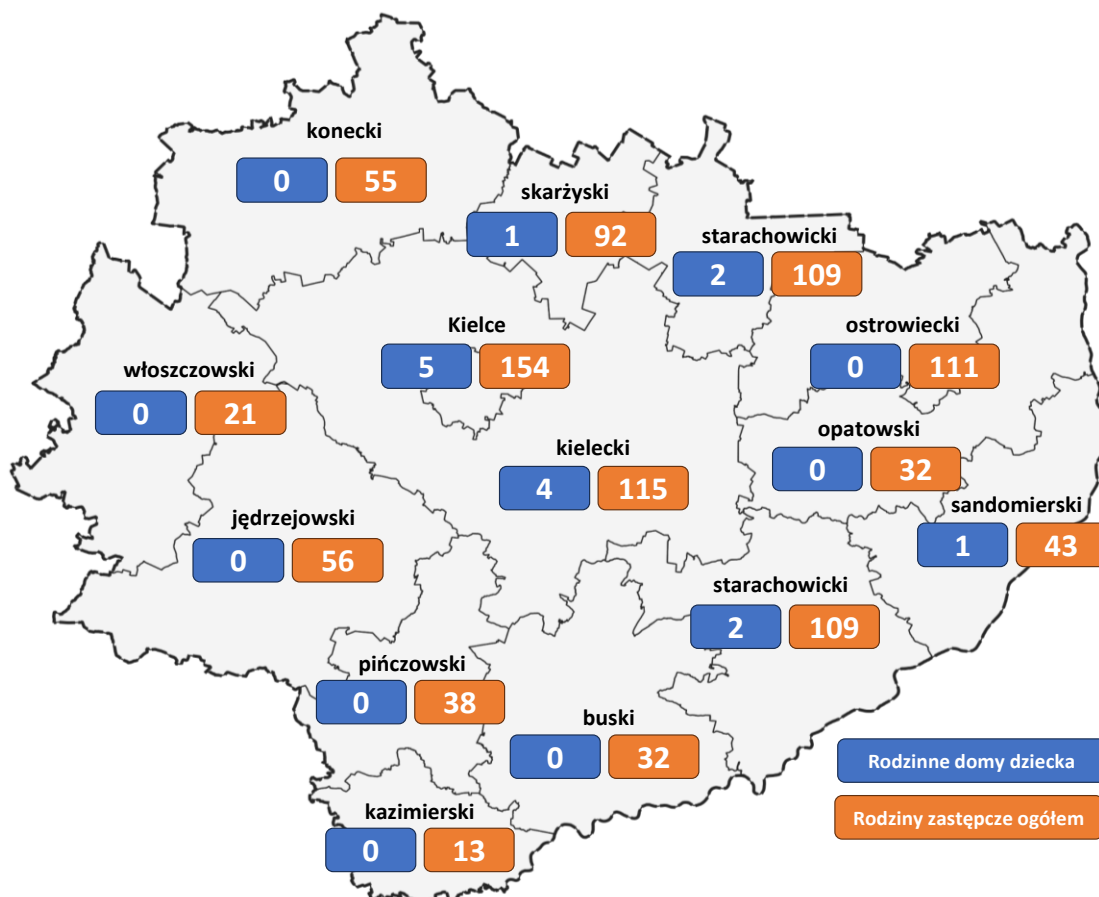 konecki
0 55
skarżyski
1 92
starachowicki
2 109
Kielce
5 154
ostrowiecki
0 111
włoszczowski
0 21
opatowski
0 32
kielecki
4 115
sandomierski
1 43
jędrzejowski
0 56
starachowicki
2 109
pińczowski
0 38
buski
0 32
Rodzinne domy dziecka
Rodziny zastępcze ogółem
kazimierski
0 13